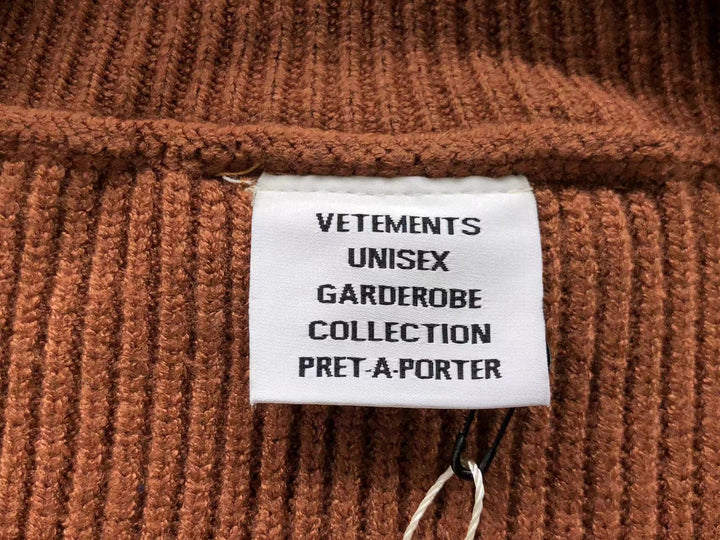 VETEMENTS
UNISEX
GARDEROBE
COLLECTION
PRET-A-PORTER